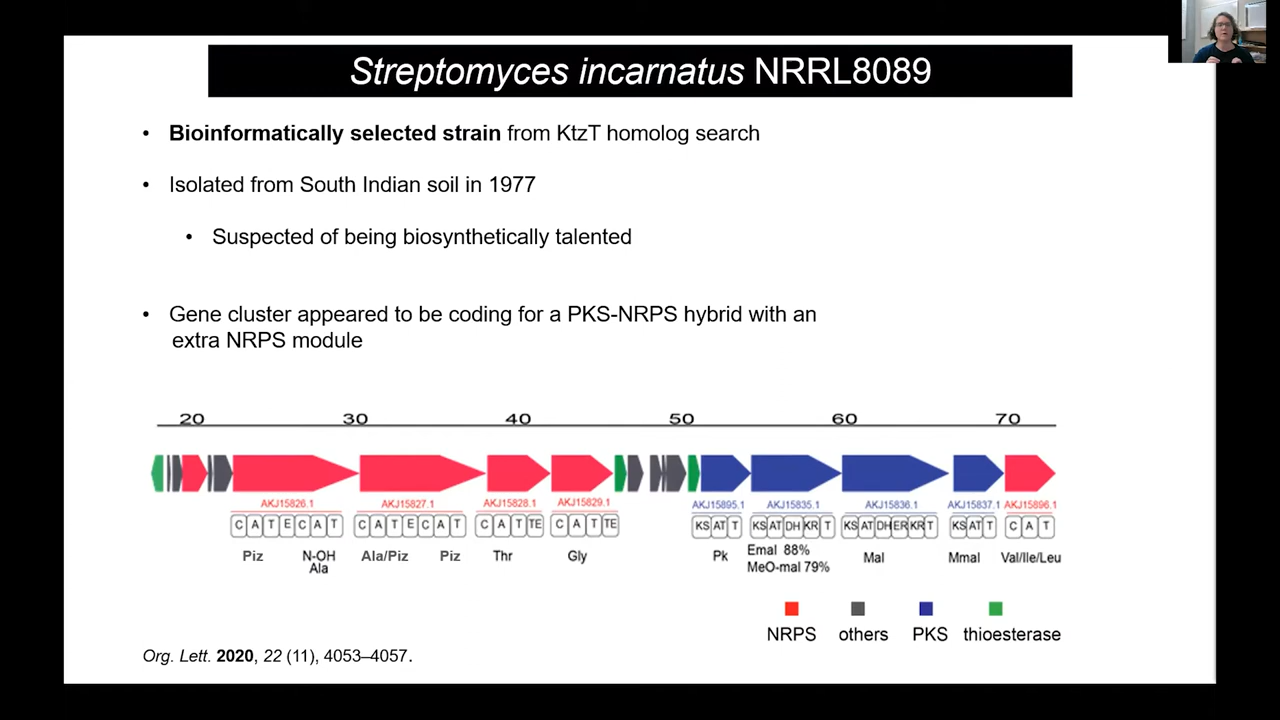 Streptomyces incarnatus NRRL8089
• Bioinformatically selected strain from KtzT homolog search
• Isolated from South Indian soil in 1977
• Suspected of being biosynthetically talented
• Gene cluster appeared to be coding for a PKS-NRPS hybrid with an
extra NRPS module
20 30 40 50 60 70
AKJ15826.1 AKJ15827.1 AKJ15828.1 AKJ15829.1 AKJ15895.1 AKJ15835.1 AKJ15836.1 AKJ15837.1 AKJ15896.1
C A T E C A T C A T E C A T C A T TE C A T TE KS AT T KS AT DH KR T KS AT DH ER KR T KS AT T C A T
Piz N-OH Ala/Piz Piz Thr Gly Pk Emal 88% Mal Mmal Val/Ile/Leu
Ala MeO-mal 79%
NRPS others PKS thioesterase
Org. Lett. 2020, 22 (11), 4053–4057.